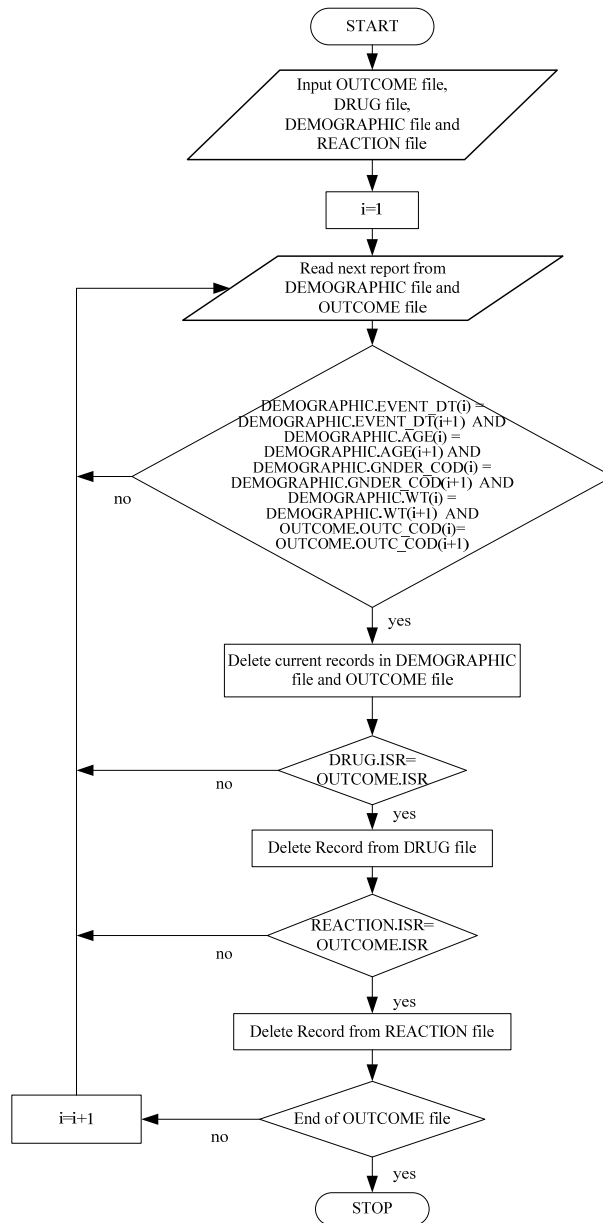 START
Input OUTCOME file,
DRUG file,
DEMOGRAPHIC file and
REACTION file
i=1
Read next report from
DEMOGRAPHIC file and
OUTCOME file
DEMOGRAPHIC.EVENT_DT(i) =
DEMOGRAPHIC.EVENT_DT(i+1) AND
DEMOGRAPHIC.AGE(i) =
DEMOGRAPHIC.AGE(i+1) AND
DEMOGRAPHIC.GNDER_COD(i) =
DEMOGRAPHIC.GNDER_COD(i+1) AND
DEMOGRAPHIC.WT(i) =
DEMOGRAPHIC.WT(i+1) AND
OUTCOME.OUTC_COD(i)=
OUTCOME.OUTC_COD(i+1)
no
yes
Delete current records in DEMOGRAPHIC
file and OUTCOME file
DRUG.ISR=
OUTCOME.ISR
no
yes
Delete Record from DRUG file
REACTION.ISR=
OUTCOME.ISR
no
yes
Delete Record from REACTION file
End of OUTCOME file
i=i+1
no
yes
STOP